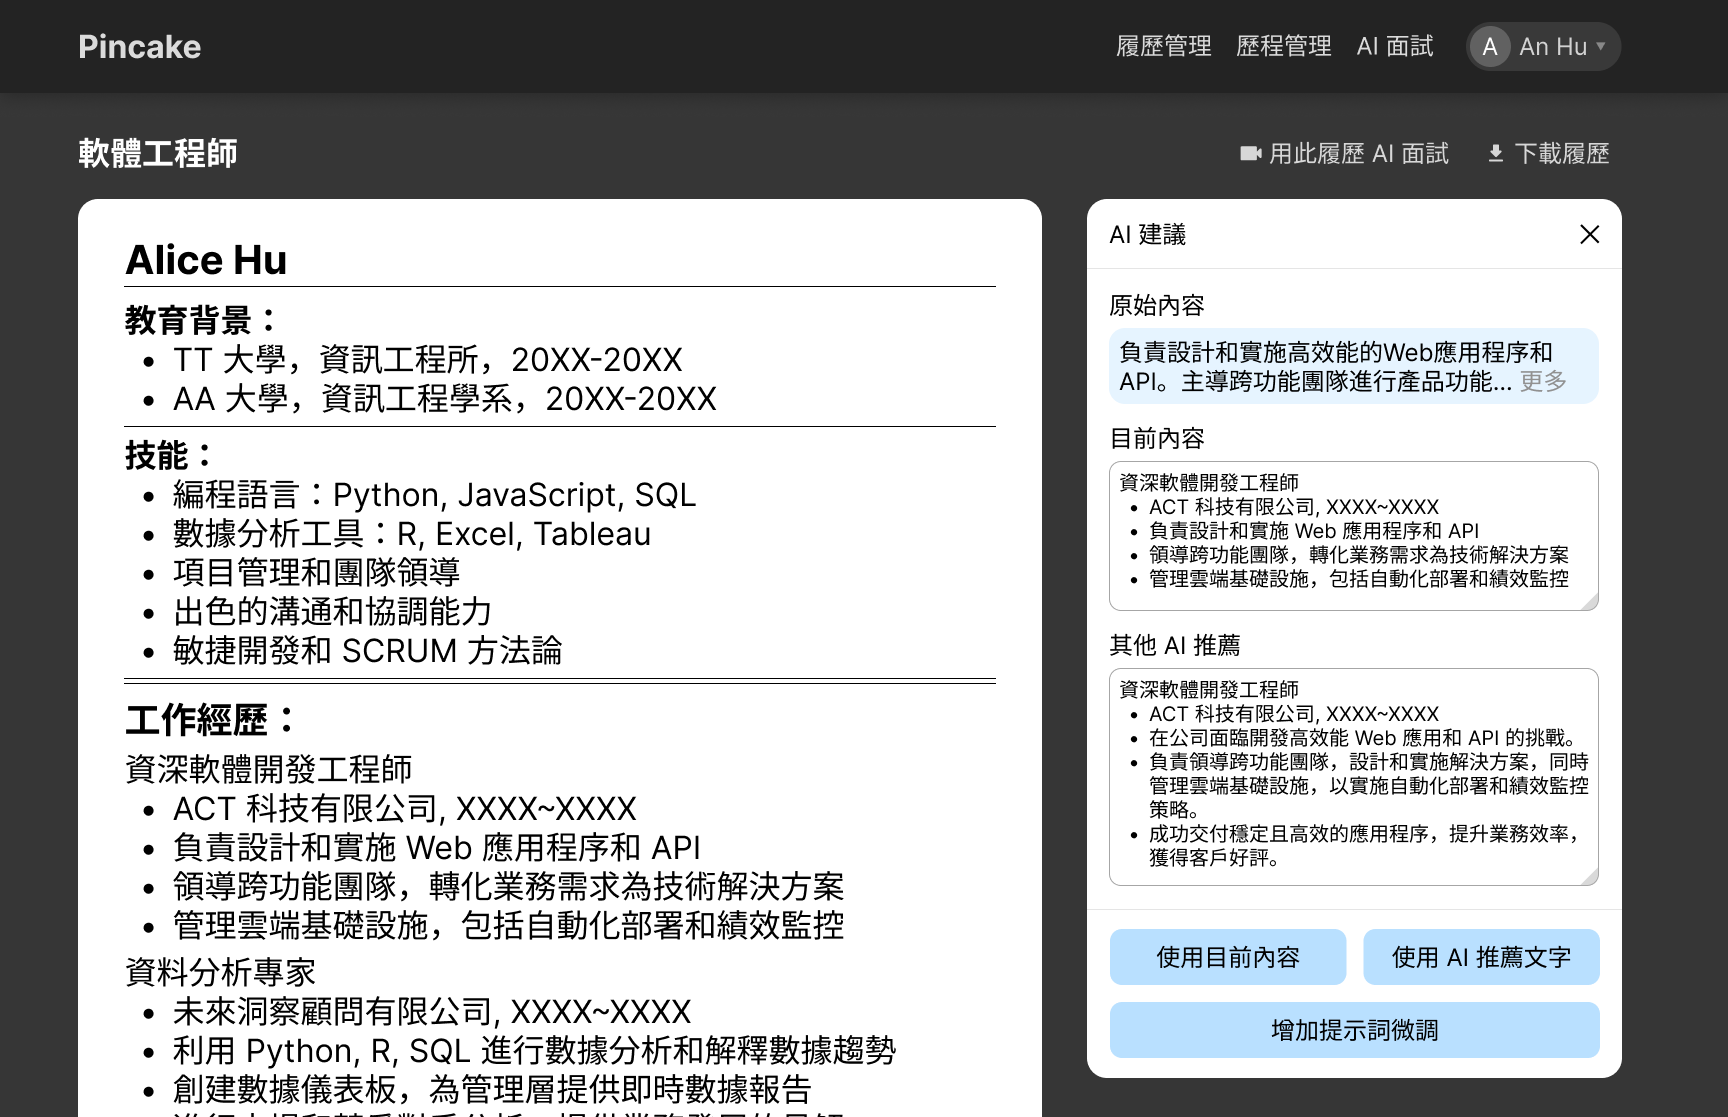 Pincake
履歷管理 歷程管理 AI 面試 A An Hu ▾
軟體工程師
用此履歷 AI 面試 下載履歷
Alice Hu
教育背景：
• TT 大學，資訊工程所，20XX-20XX
• AA 大學，資訊工程學系，20XX-20XX
技能：
• 編程語言：Python, JavaScript, SQL
• 數據分析工具：R, Excel, Tableau
• 項目管理和團隊領導
• 出色的溝通和協調能力
• 敏捷開發和 SCRUM 方法論
工作經歷：
資深軟體開發工程師
• ACT 科技有限公司, XXXX~XXXX
• 負責設計和實施 Web 應用程序和 API
• 領導跨功能團隊，轉化業務需求為技術解決方案
• 管理雲端基礎設施，包括自動化部署和績效監控
資料分析專家
• 未來洞察顧問有限公司, XXXX~XXXX
• 利用 Python, R, SQL 進行數據分析和解釋數據趨勢
• 創建數據儀表板，為管理層提供即時數據報告
AI 建議
原始內容
負責設計和實施高效能的Web應用程序和
API。主導跨功能團隊進行產品功能... 更多
目前內容
資深軟體開發工程師
• ACT 科技有限公司, XXXX~XXXX
• 負責設計和實施 Web 應用程序和 API
• 領導跨功能團隊，轉化業務需求為技術解決方案
• 管理雲端基礎設施，包括自動化部署和績效監控
其他 AI 推薦
資深軟體開發工程師
• ACT 科技有限公司, XXXX~XXXX
• 在公司面臨開發高效能 Web 應用和 API 的挑戰。
• 負責領導跨功能團隊，設計和實施解決方案，同時
管理雲端基礎設施，以實施自動化部署和績效監控
策略。
• 成功交付穩定且高效的應用程序，提升業務效率，
獲得客戶好評。
使用目前內容 使用 AI 推薦文字
增加提示詞微調